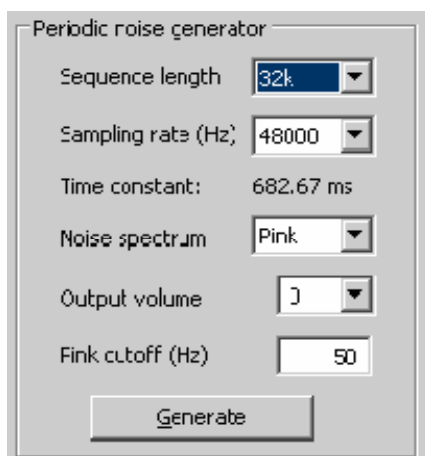 Periodic noise generator
Sequence length 32k
Sampling rate (Hz) 48000
Time constant: 682.67 ms
Noise spectrum Pink
Output volume 0
Pink cutoff (Hz) 50
Generate